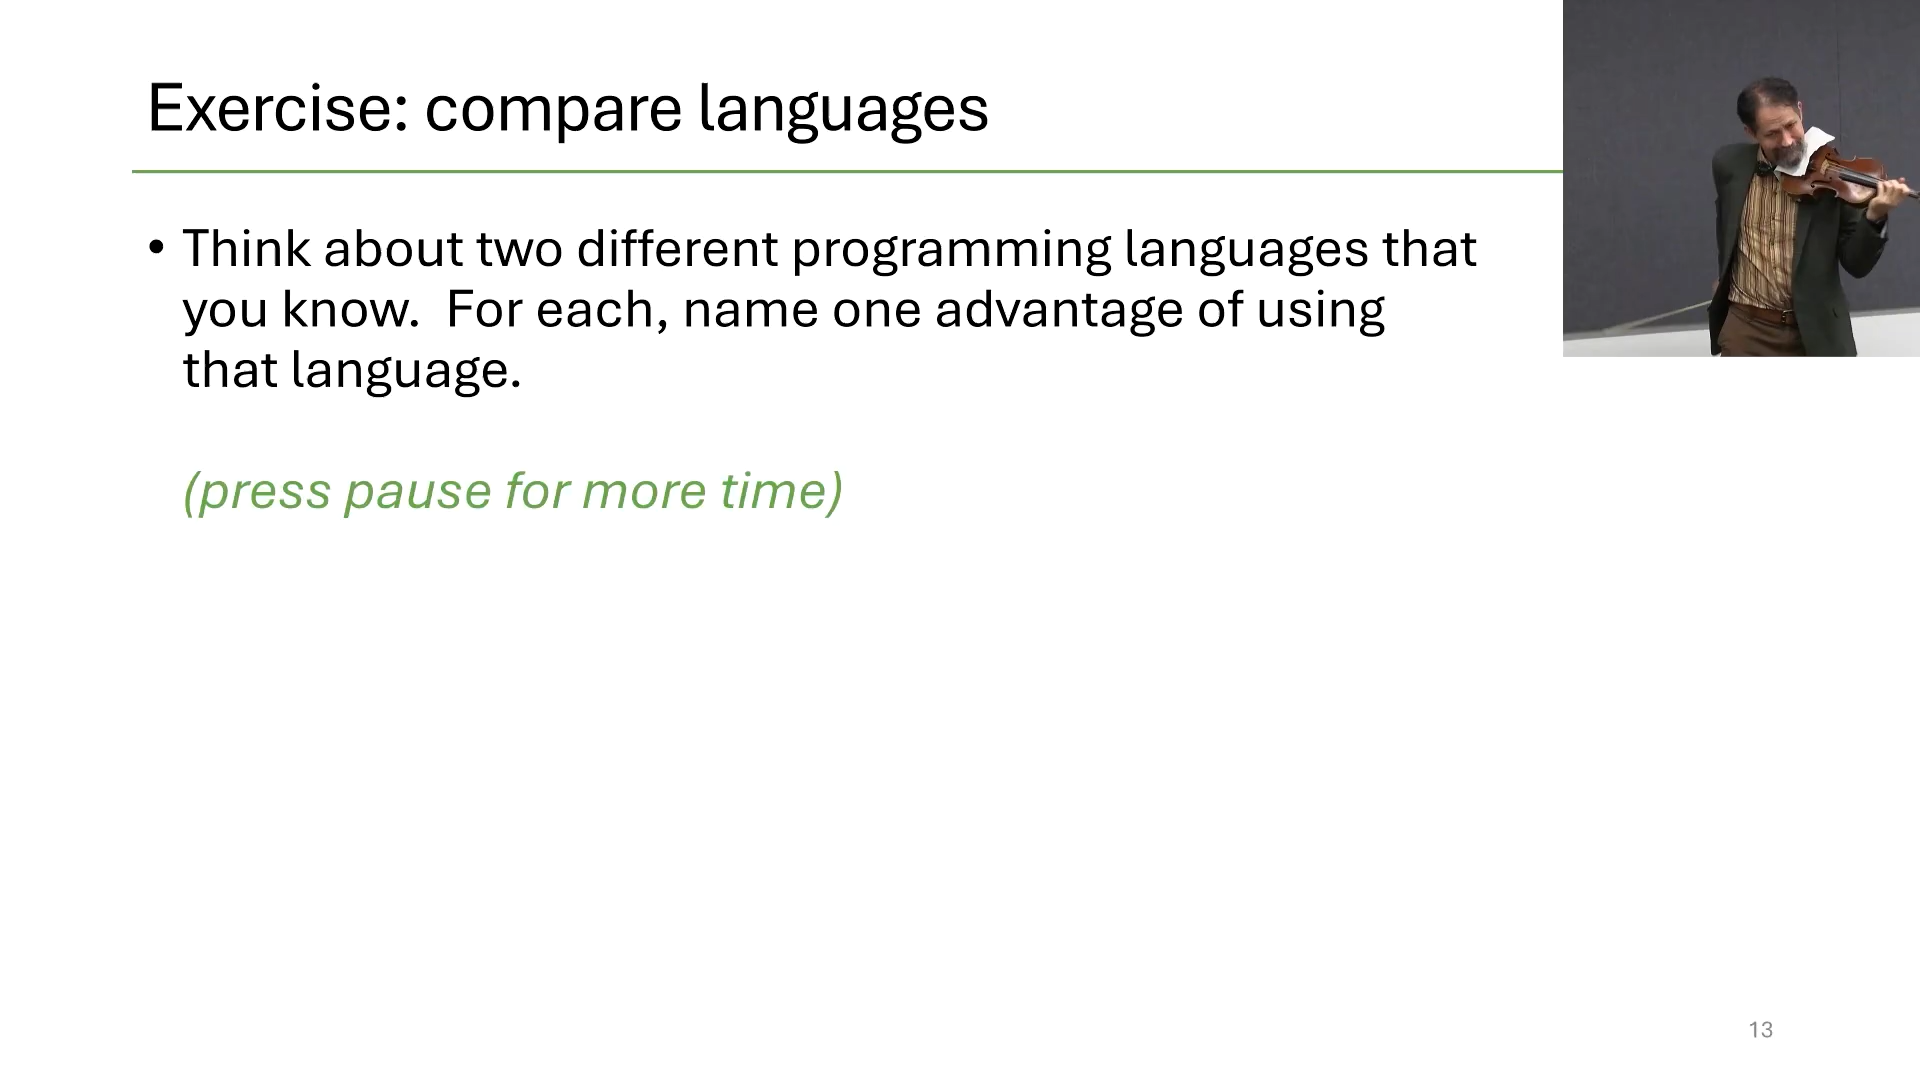 Exercise: compare languages
• Think about two different programming languages that
you know.  For each, name one advantage of using
that language.
(press pause for more time)
13